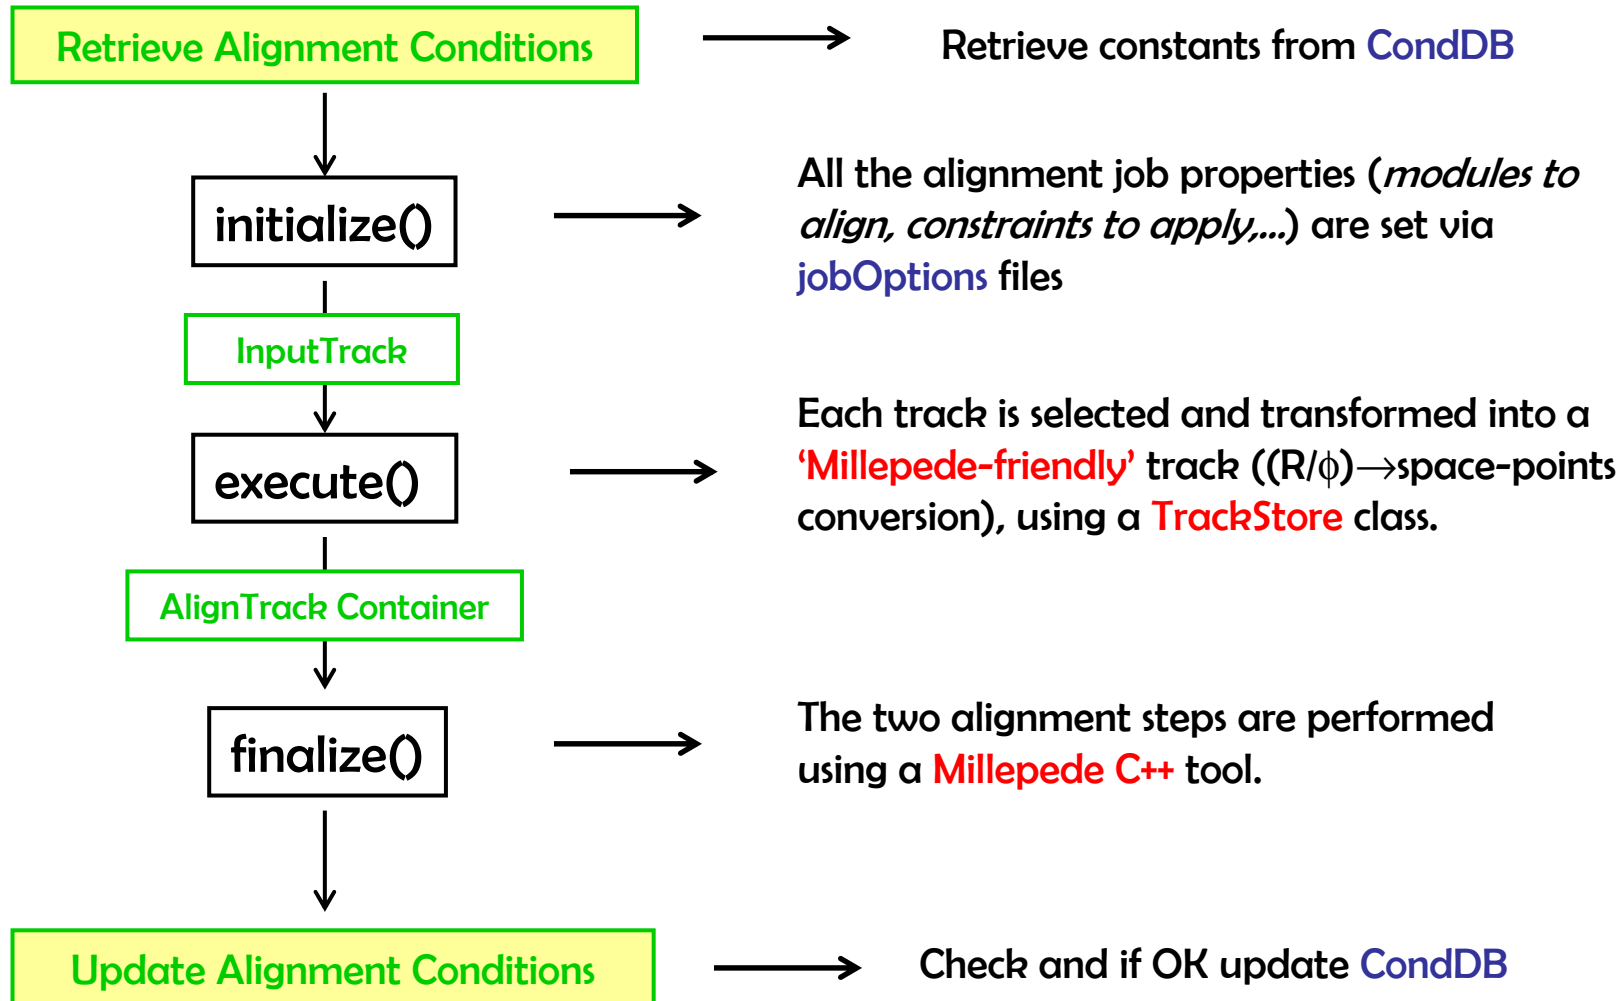 Retrieve Alignment Conditions
Retrieve constants from CondDB
initialize()
All the alignment job properties (modules to
align, constraints to apply,...) are set via
jobOptions files
InputTrack
execute()
Each track is selected and transformed into a
‘Millepede-friendly’ track ((R/ϕ)→space-points
conversion), using a TrackStore class.
AlignTrack Container
finalize()
The two alignment steps are performed
using a Millepede C++ tool.
Update Alignment Conditions
Check and if OK update CondDB